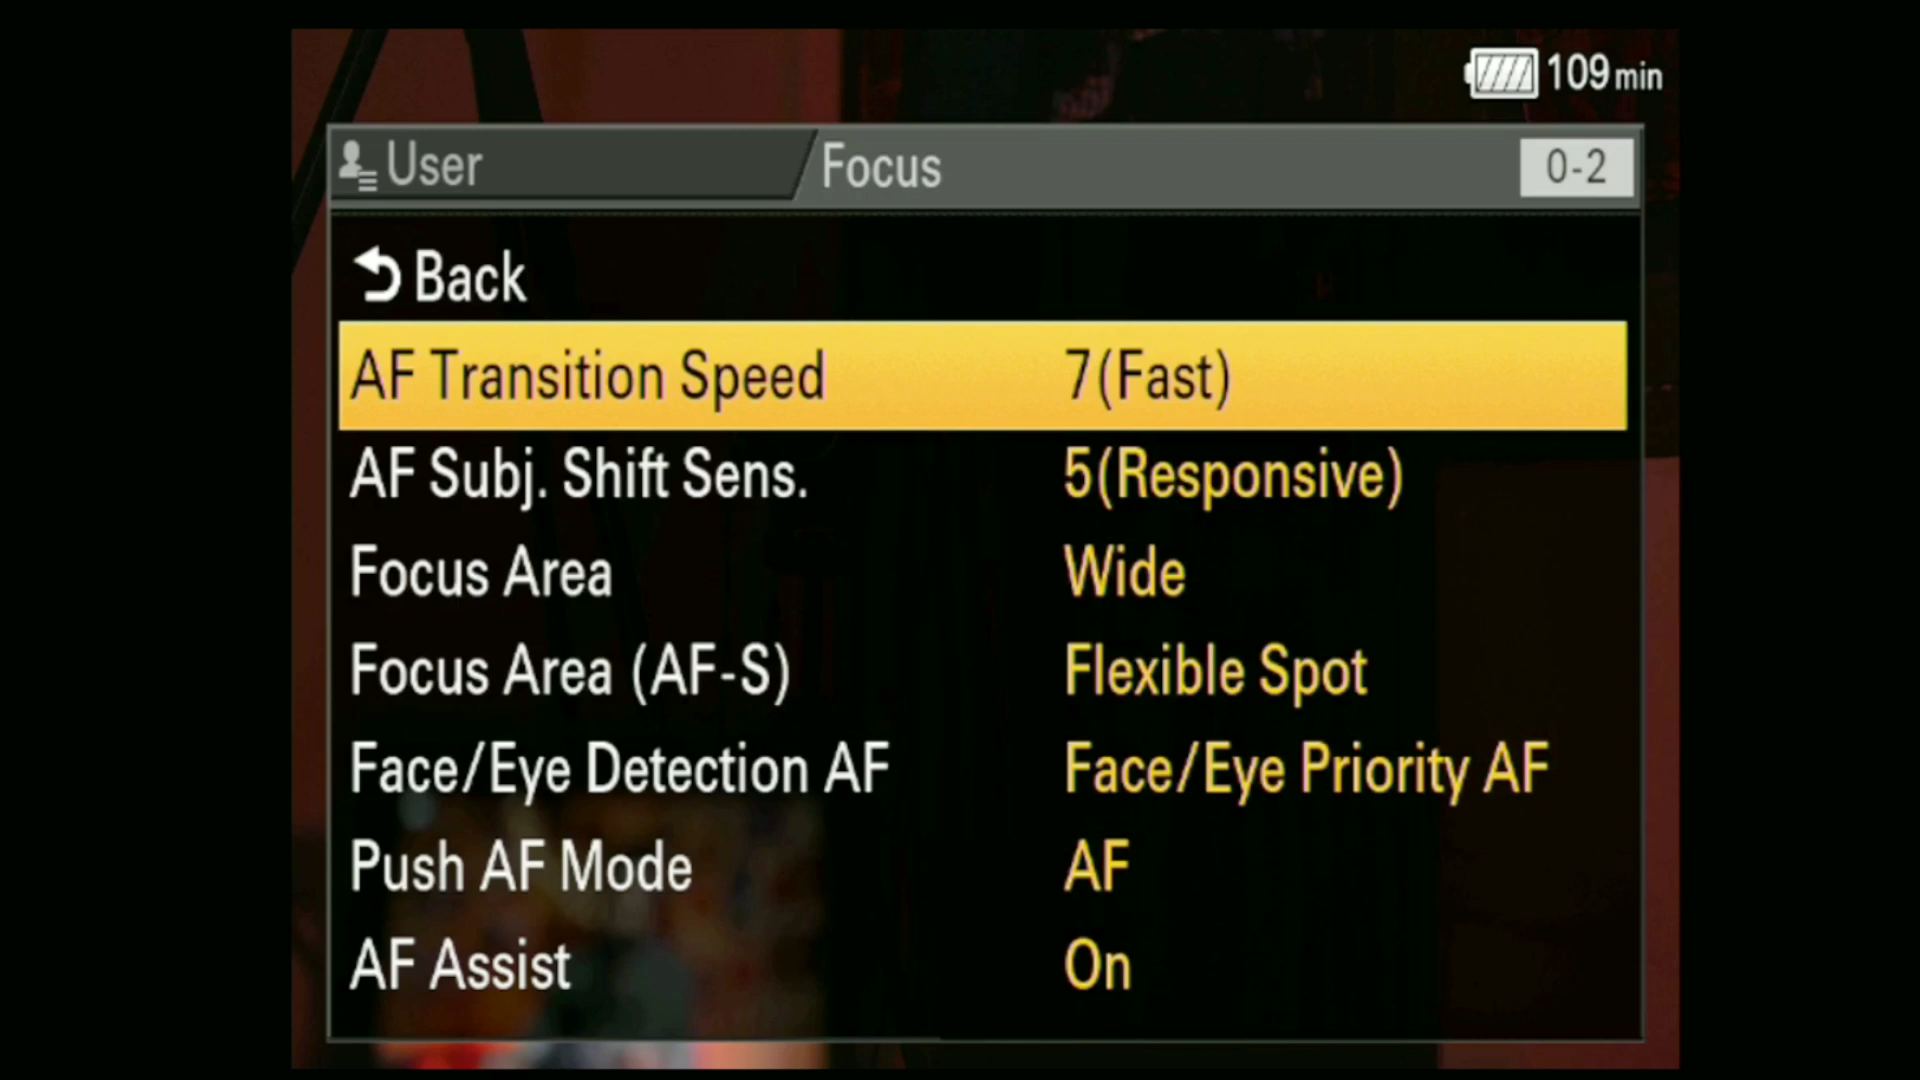 109min
User Focus 0-2
Back
AF Transition Speed 7(Fast)
AF Subj. Shift Sens. 5(Responsive)
Focus Area Wide
Focus Area (AF-S) Flexible Spot
Face/Eye Detection AF Face/Eye Priority AF
Push AF Mode AF
AF Assist On